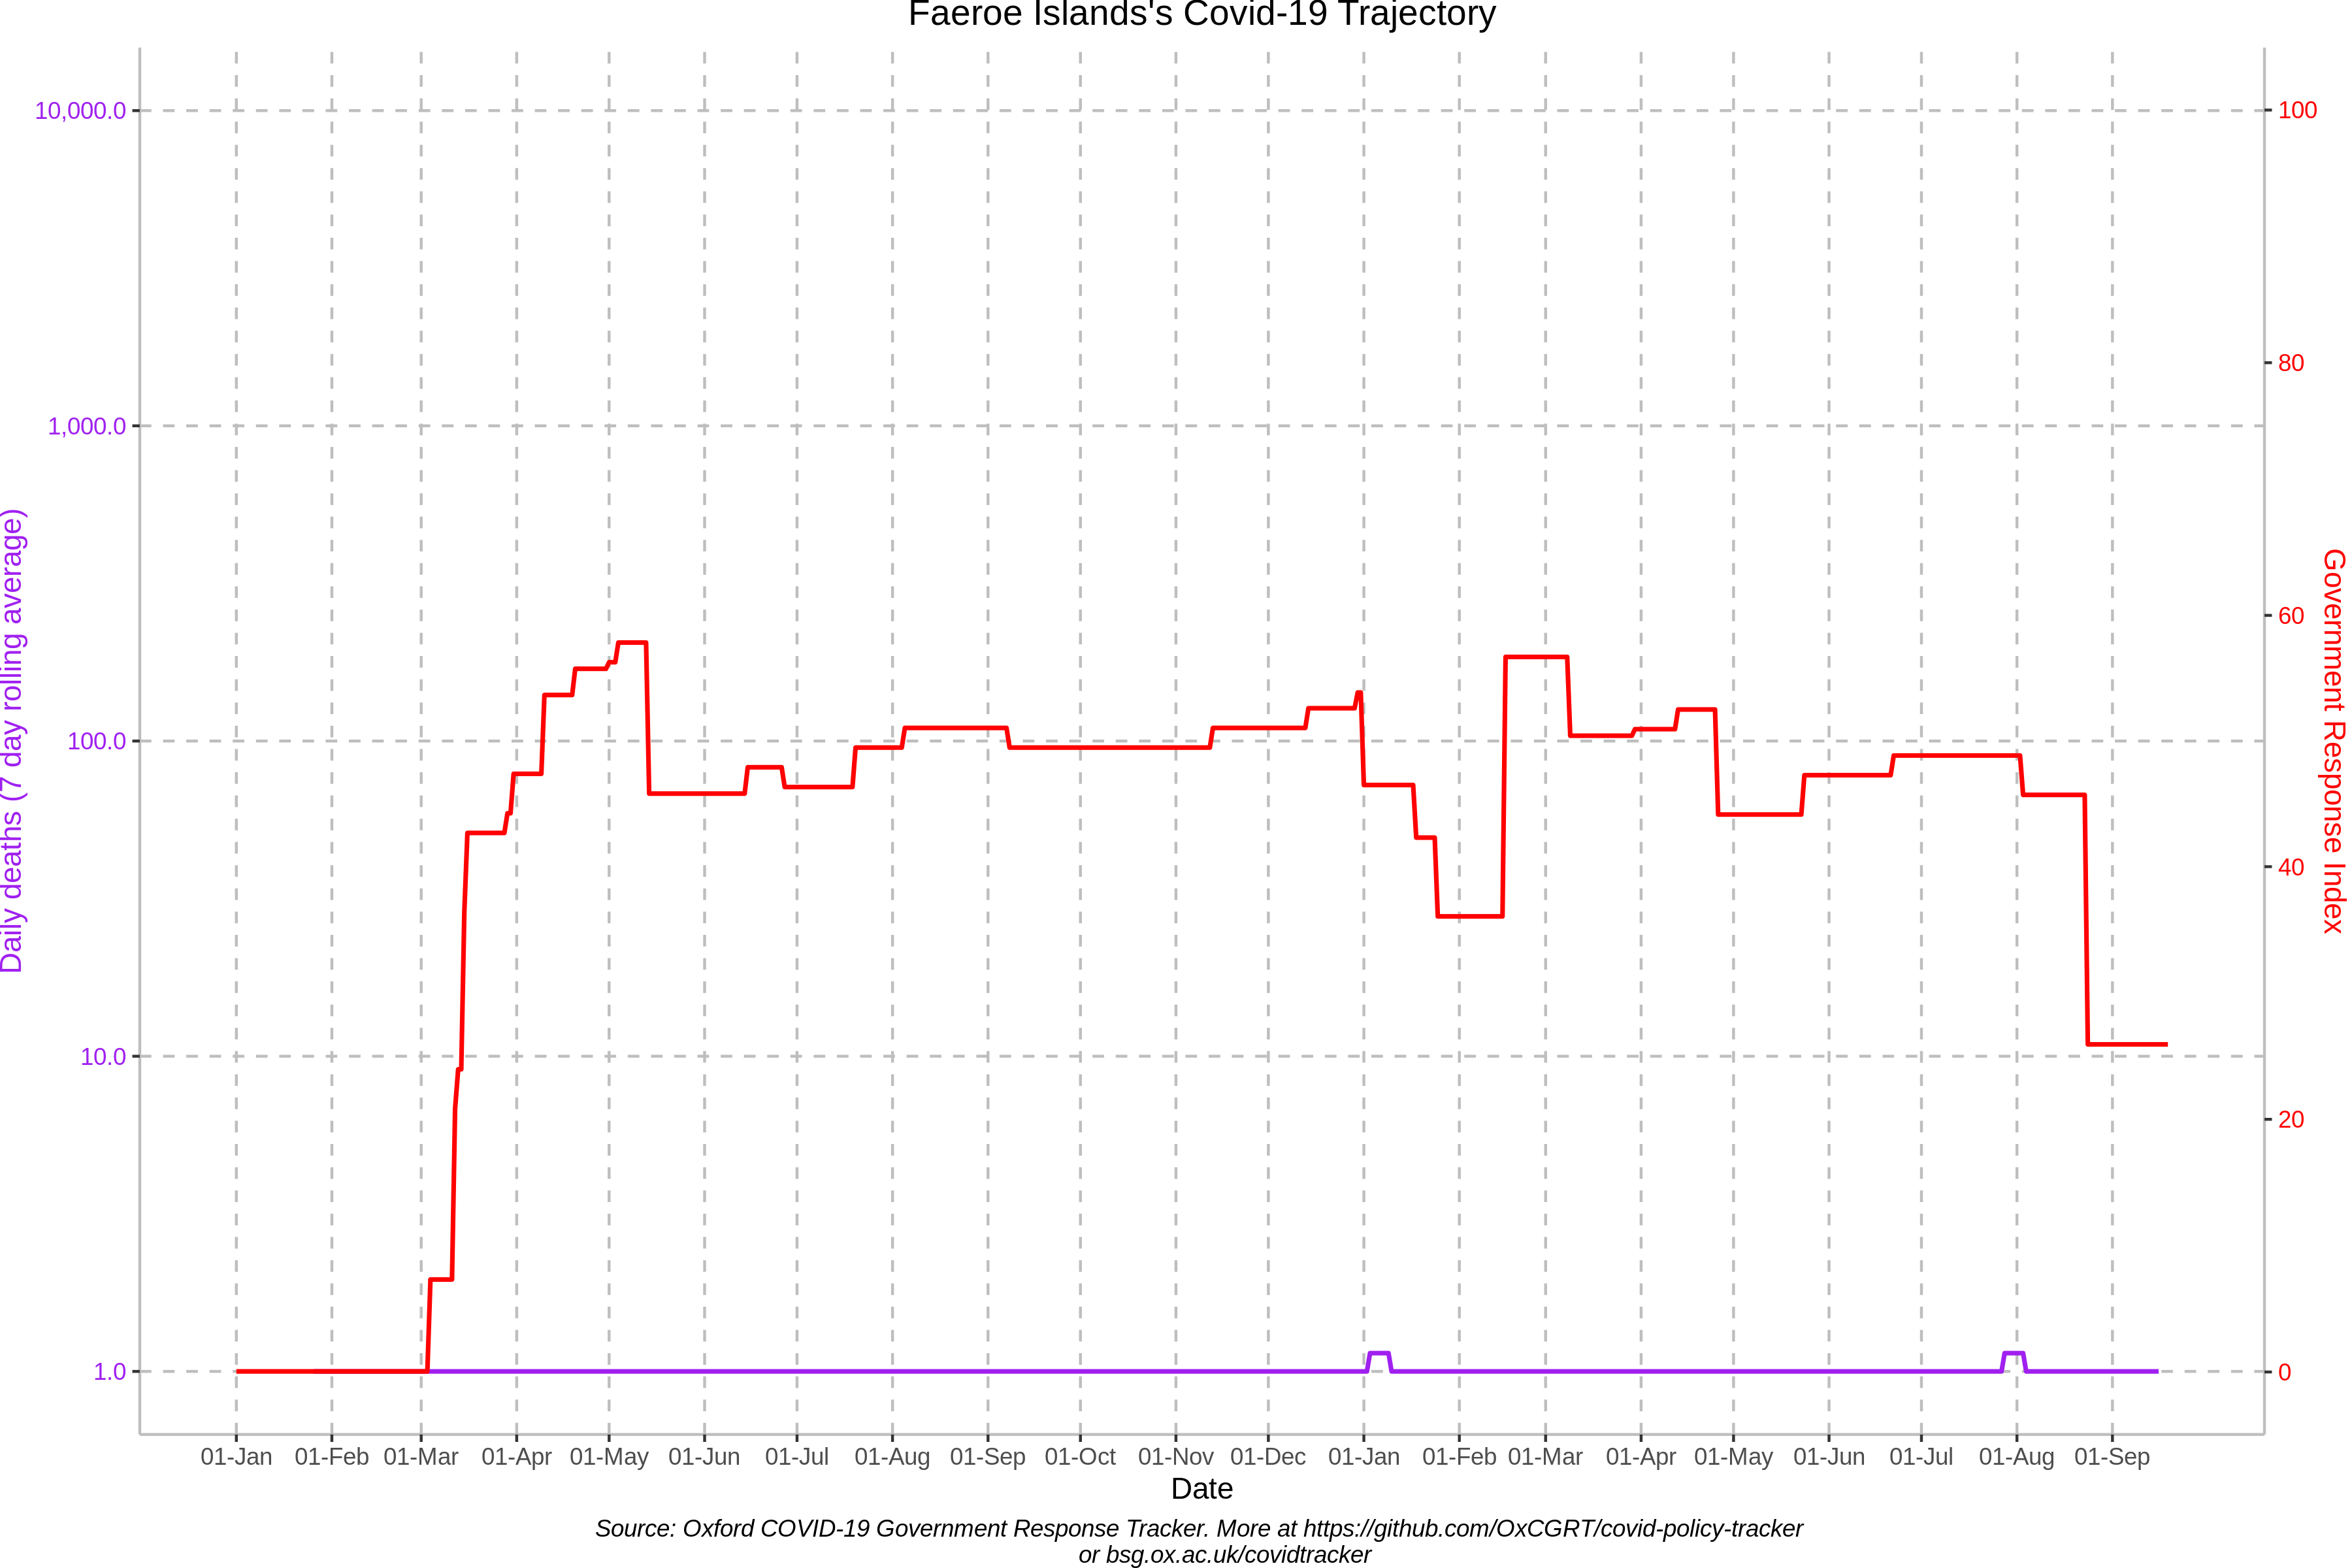 Faeroe Islands's Covid-19 Trajectory
10,000.0
1,000.0
100.0
10.0
1.0
Daily deaths (7 day rolling average)
100
80
60
40
20
0
Government Response Index
01-Jan 01-Feb 01-Mar 01-Apr 01-May 01-Jun 01-Jul 01-Aug 01-Sep 01-Oct 01-Nov 01-Dec 01-Jan 01-Feb 01-Mar 01-Apr 01-May 01-Jun 01-Jul 01-Aug 01-Sep
Date
Source: Oxford COVID-19 Government Response Tracker. More at https://github.com/OxCGRT/covid-policy-tracker
or bsg.ox.ac.uk/covidtracker